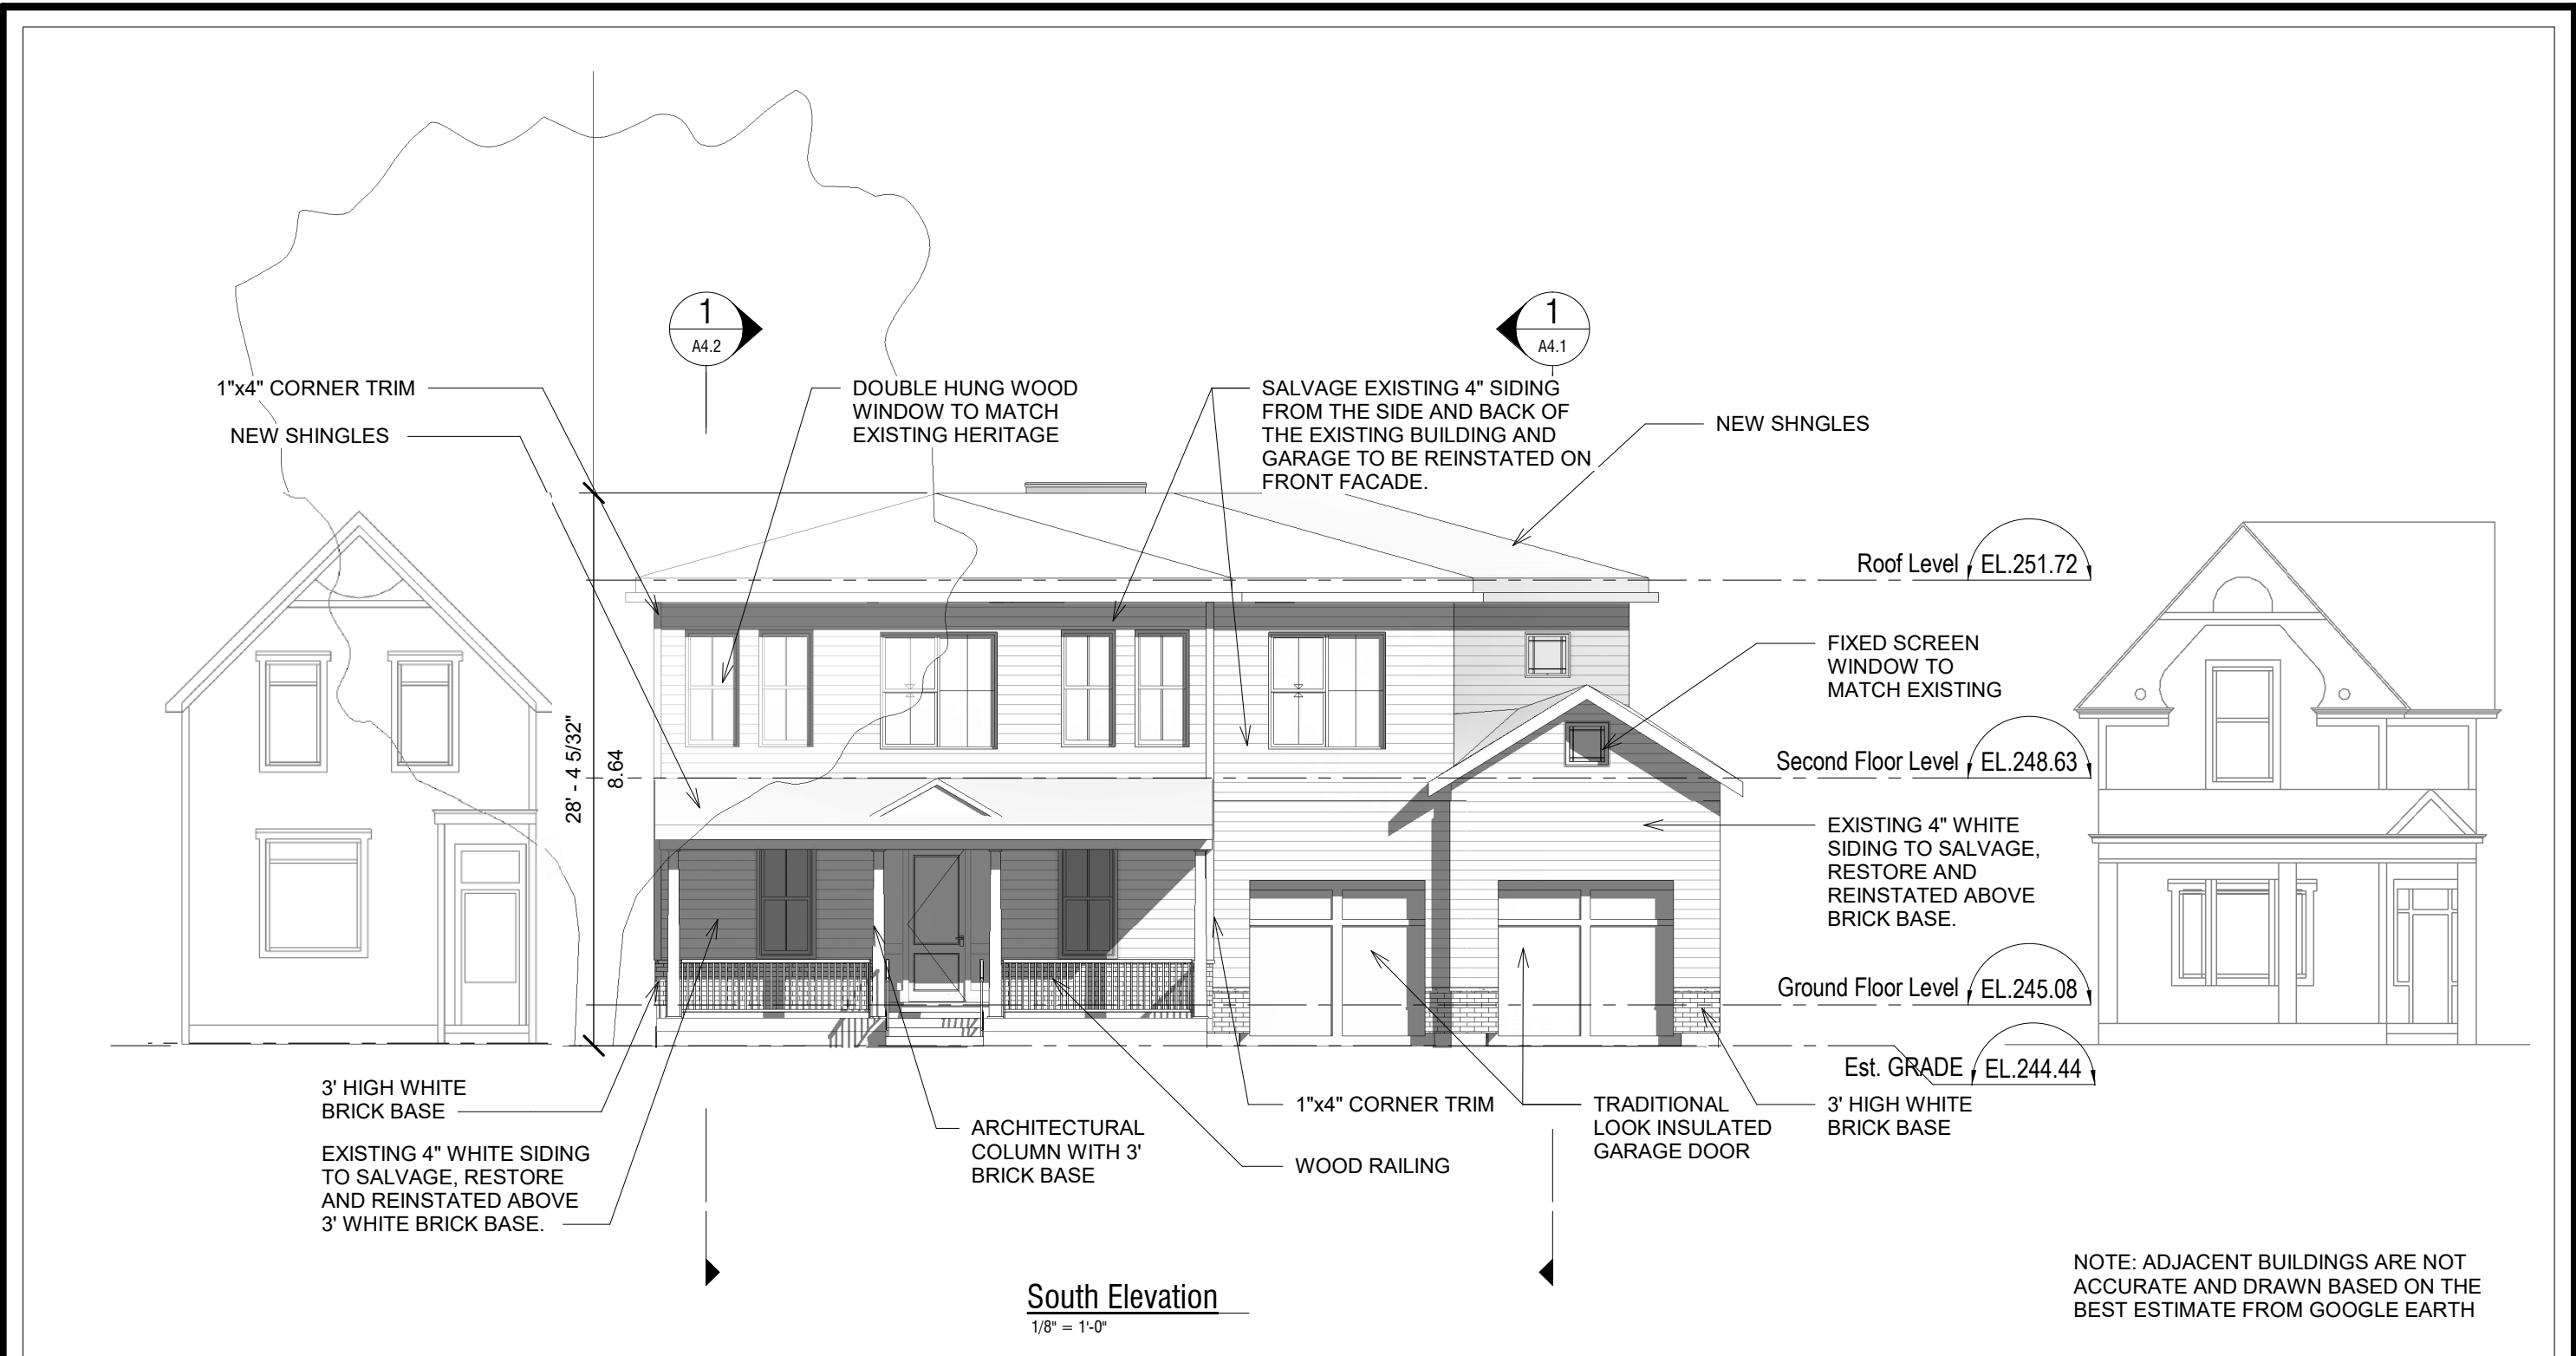 1
A4.2
1
A4.1
1"x4" CORNER TRIM
NEW SHINGLES
DOUBLE HUNG WOOD
WINDOW TO MATCH
EXISTING HERITAGE
SALVAGE EXISTING 4" SIDING
FROM THE SIDE AND BACK OF
THE EXISTING BUILDING AND
GARAGE TO BE REINSTATED ON
FRONT FACADE.
NEW SHNGLES
Roof Level
EL.251.72
FIXED SCREEN
WINDOW TO
MATCH EXISTING
28' - 4 5/32"
8.64
Second Floor Level
EL.248.63
EXISTING 4" WHITE
SIDING TO SALVAGE,
RESTORE AND
REINSTATED ABOVE
BRICK BASE.
Ground Floor Level
EL.245.08
Est. GRADE
EL.244.44
3' HIGH WHITE
BRICK BASE
EXISTING 4" WHITE SIDING
TO SALVAGE, RESTORE
AND REINSTATED ABOVE
3' WHITE BRICK BASE.
ARCHITECTURAL
COLUMN WITH 3'
BRICK BASE
1"x4" CORNER TRIM
WOOD RAILING
TRADITIONAL
LOOK INSULATED
GARAGE DOOR
3' HIGH WHITE
BRICK BASE
South Elevation
1/8" = 1'-0"
NOTE: ADJACENT BUILDINGS ARE NOT
ACCURATE AND DRAWN BASED ON THE
BEST ESTIMATE FROM GOOGLE EARTH